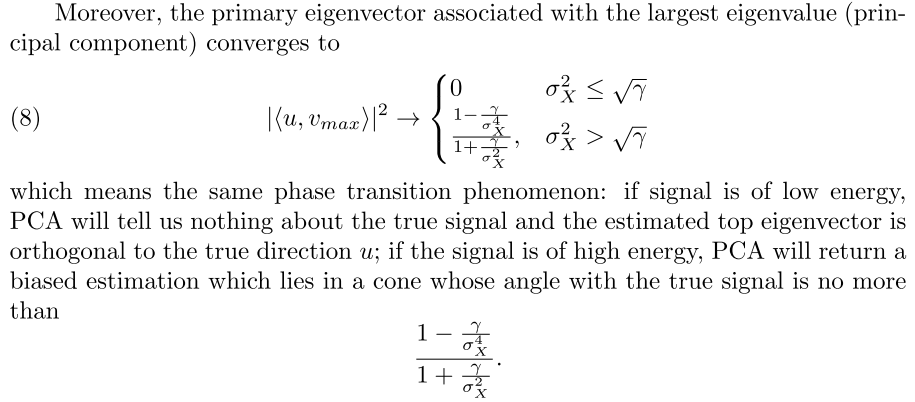 Moreover, the primary eigenvector associated with the largest eigenvalue (prin-
cipal component) converges to
(8) $|\langle u, v_{max} \rangle|^2 \to \begin{cases} 0 & \sigma_X^2 \leq \sqrt{\gamma} \\ \frac{1-\frac{\gamma}{\sigma_X^4}}{1+\frac{\gamma}{\sigma_X^2}}, & \sigma_X^2 > \sqrt{\gamma} \end{cases}$
which means the same phase transition phenomenon: if signal is of low energy,
PCA will tell us nothing about the true signal and the estimated top eigenvector is
orthogonal to the true direction $u$; if the signal is of high energy, PCA will return a
biased estimation which lies in a cone whose angle with the true signal is no more
than
$\frac{1-\frac{\gamma}{\sigma_X^4}}{1+\frac{\gamma}{\sigma_X^2}}.$